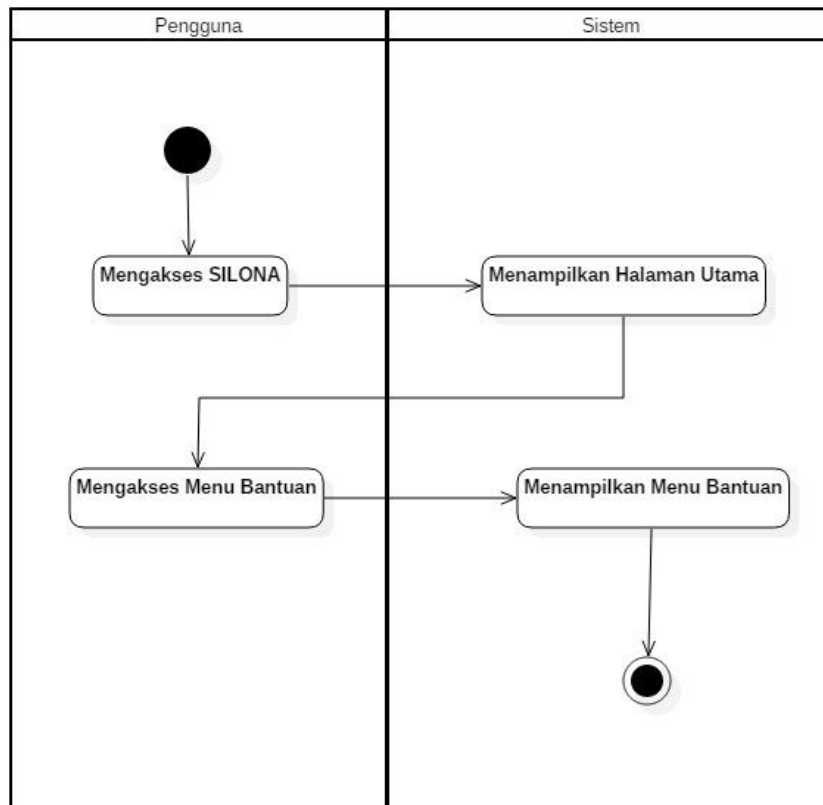 Pengguna
Sistem
Mengakses SILONA
Menampilkan Halaman Utama
Mengakses Menu Bantuan
Menampilkan Menu Bantuan